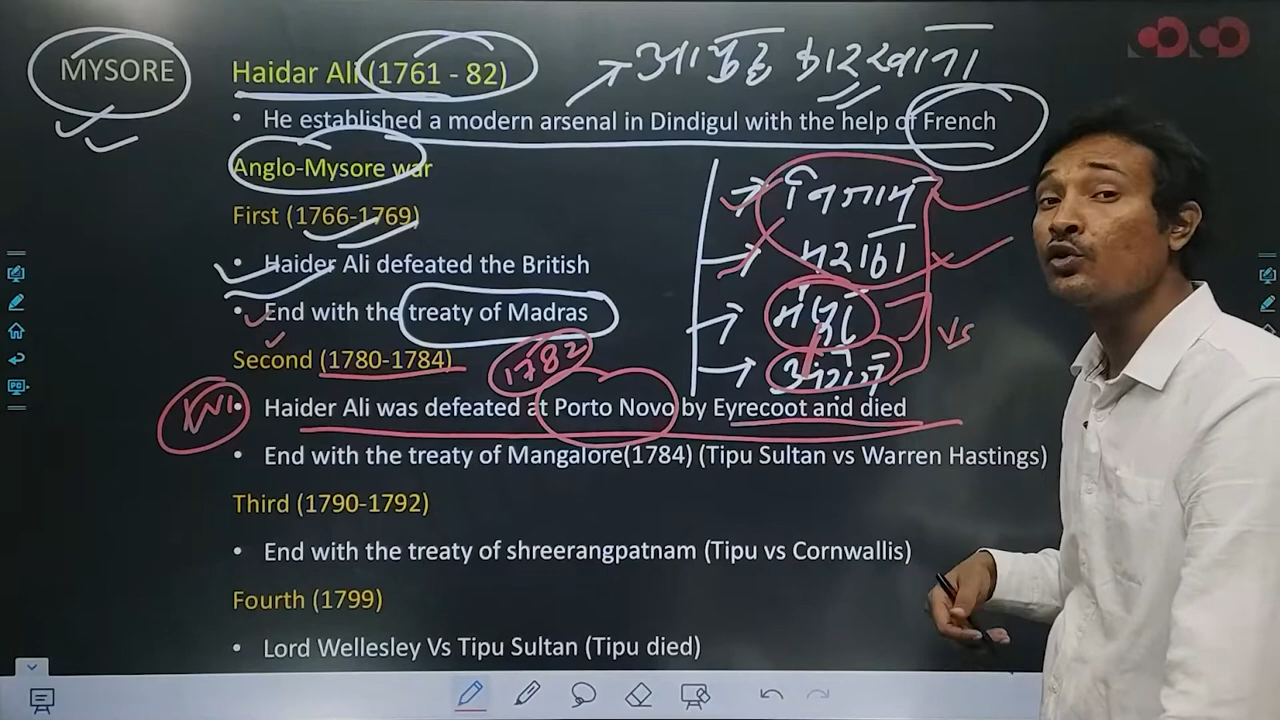 MYSORE
Haidar Ali (1761 - 82)
• He established a modern arsenal in Dindigul with the help of French
Anglo-Mysore war
First (1766-1769)
• Haider Ali defeated the British
• End with the treaty of Madras
Second (1780-1784)
1782
• Haider Ali was defeated at Porto Novo by Eyrecoot and died
• End with the treaty of Mangalore(1784) (Tipu Sultan vs Warren Hastings)
Third (1790-1792)
• End with the treaty of shreerangpatnam (Tipu vs Cornwallis)
Fourth (1799)
• Lord Wellesley Vs Tipu Sultan (Tipu died)
निजाम
मराठा
Vs
PC